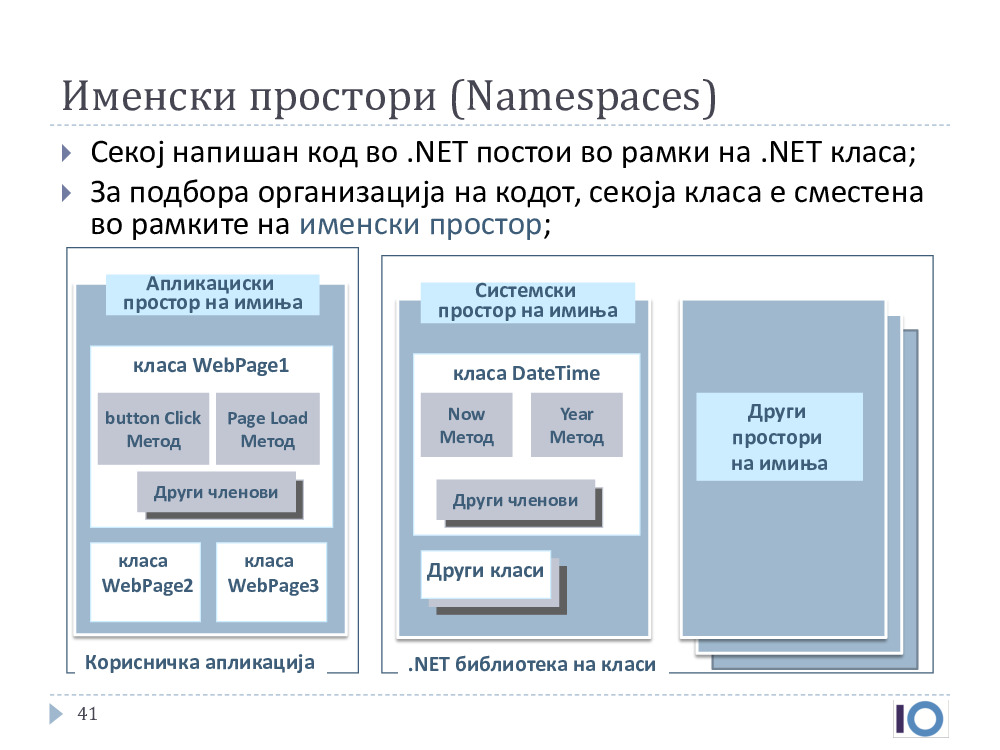 Именски простори (Namespaces)
Секој напишан код во .NET постои во рамки на .NET класа;
За подбора организација на кодот, секоја класа е сместена
во рамките на именски простор;
Апликациски
простор на имиња
класа WebPage1
button Click
Метод
Page Load
Метод
Други членови
класа
WebPage2
класа
WebPage3
Корисничка апликација
Системски
простор на имиња
класа DateTime
Now
Метод
Year
Метод
Други членови
Други класи
Други
простори
на имиња
.NET библиотека на класи
41
IO